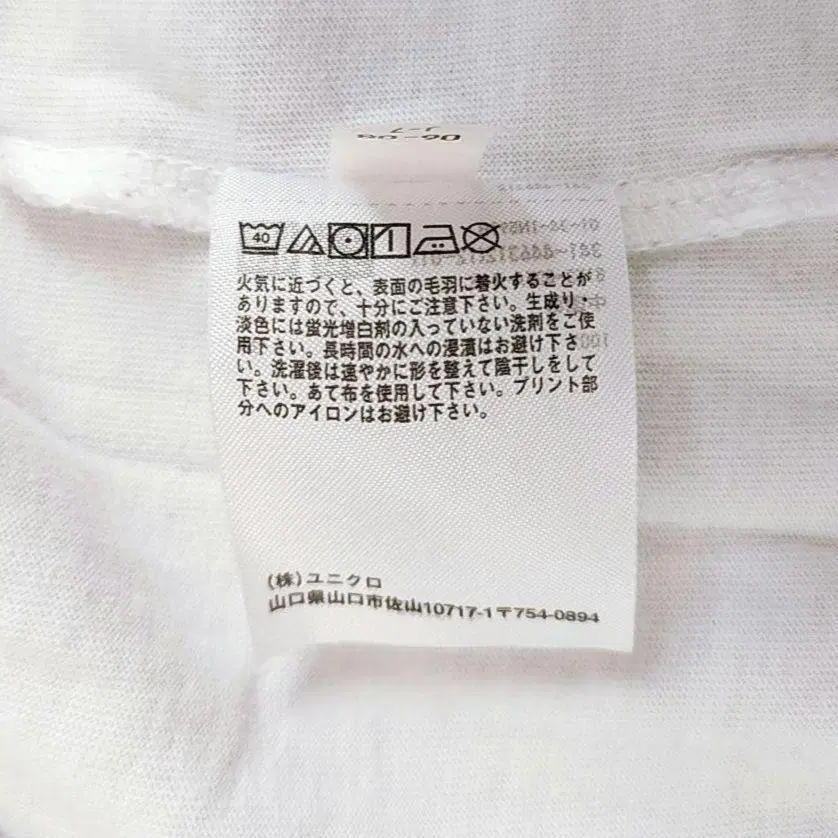 06-08
J-7
40
火気に近づくと、表面の毛羽に着火することが
ありますので、十分にご注意下さい。生成り・
淡色には蛍光増白剤の入っていない洗剤をご使
用下さい。長時間の水への浸漬はお避け下さ
い。洗濯後は速やかに形を整えて陰干しをして
下さい。あて布を使用して下さい。プリント部
分へのアイロンはお避け下さい。
(株)ユニクロ
山口県山口市佐山10717-1〒754-0894